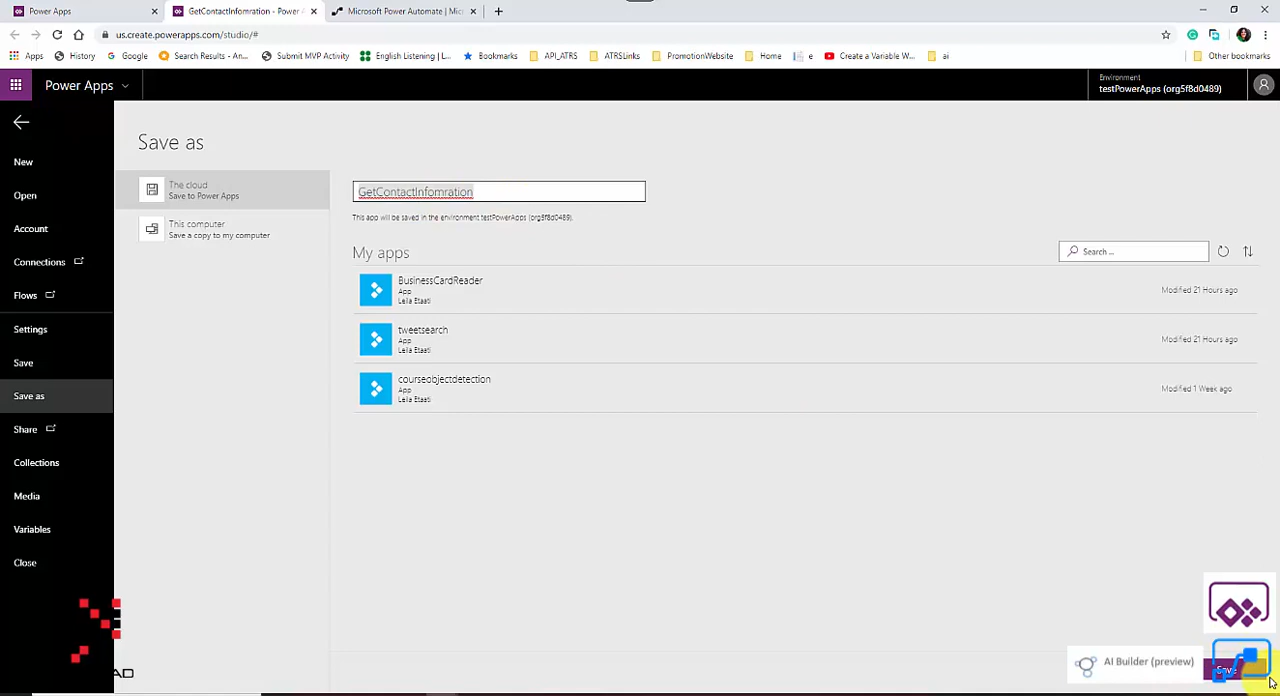 Power Apps
GetContactInfomration - Power A
Microsoft Power Automate | Mic
us.create.powerapps.com/studio/#
Apps
History
Google
Search Results - An...
Submit MVP Activity
English Listening | L...
Bookmarks
API_ATRS
ATRSLinks
PromotionWebsite
Home
e
Create a Variable W...
ai
Other bookmarks
Power Apps
Environment
testPowerApps (org5f8d0489)
New
Open
Account
Connections
Flows
Settings
Save
Save as
Share
Collections
Media
Variables
Close
Save as
The cloud
Save to Power Apps
This computer
Save a copy to my computer
GetContactInfomration
This app will be saved in the environment testPowerApps (org5f8d0489).
My apps
Search ...
BusinessCardReader
App
Leila Etaati
Modified 21 Hours ago
tweetsearch
App
Leila Etaati
Modified 21 Hours ago
courseobjectdetection
App
Leila Etaati
Modified 1 Week ago
AD
AI Builder (preview)
Save